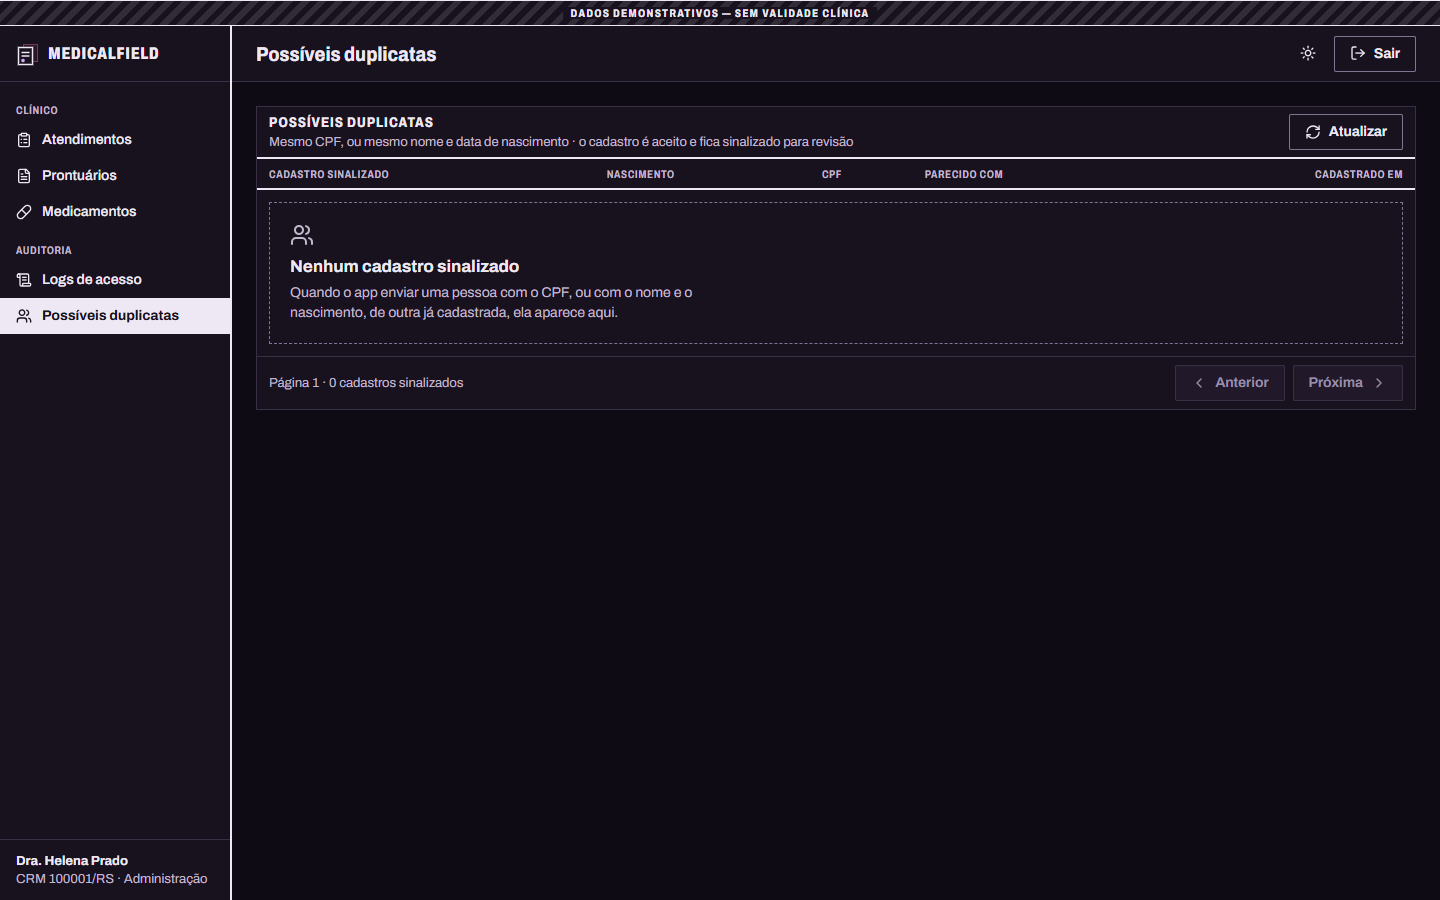 DADOS DEMONSTRATIVOS — SEM VALIDADE CLÍNICA
MEDICALFIELD
Possíveis duplicatas
Sair
CLÍNICO
Atendimentos
Prontuários
Medicamentos
AUDITORIA
Logs de acesso
Possíveis duplicatas
POSSÍVEIS DUPLICATAS
Mesmo CPF, ou mesmo nome e data de nascimento · o cadastro é aceito e fica sinalizado para revisão
Atualizar
CADASTRO SINALIZADO NASCIMENTO CPF PARECIDO COM CADASTRADO EM
Nenhum cadastro sinalizado
Quando o app enviar uma pessoa com o CPF, ou com o nome e o
nascimento, de outra já cadastrada, ela aparece aqui.
Página 1 · 0 cadastros sinalizados
Anterior
Próxima
Dra. Helena Prado
CRM 100001/RS · Administração